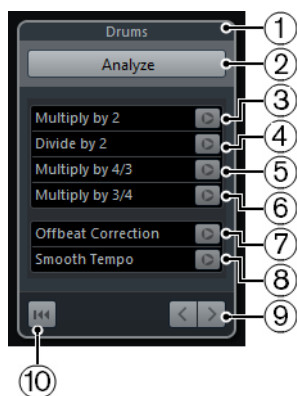 Drums ①
Analyze ②
③
Multiply by 2
Divide by 2 ④
Multiply by 4/3 ⑤
Multiply by 3/4 ⑥
Offbeat Correction ⑦
Smooth Tempo ⑧
⑨
⑩